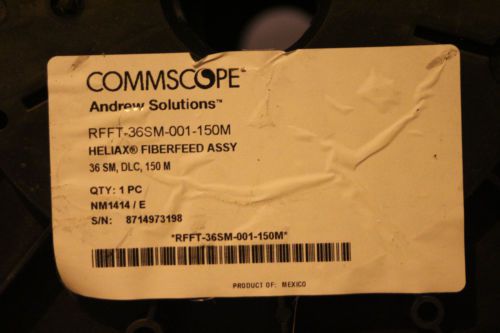 COMMSCOPE™
Andrew Solutions™
RFFT-36SM-001-150M
HELIAX® FIBERFEED ASSY
36 SM, DLC, 150 M
QTY: 1 PC
NM1414 / E
S/N: 8714973198
*RFFT-36SM-001-150M*
PRODUCT OF: MEXICO